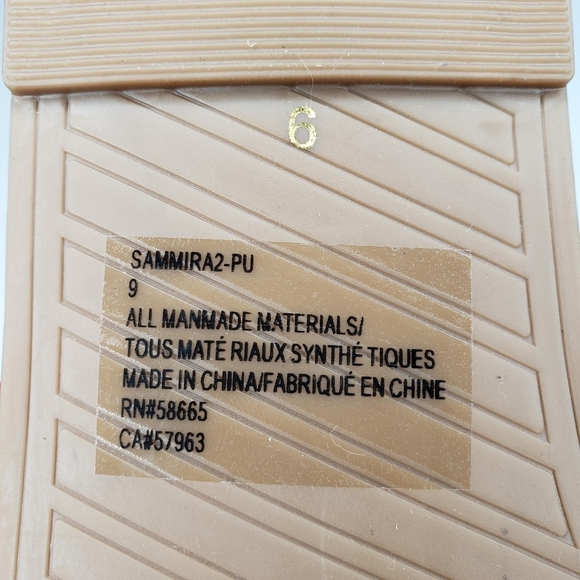 6
SAMMIRA2-PU
9
ALL MANMADE MATERIALS/
TOUS MATÉ RIAUX SYNTHÉ TIQUES
MADE IN CHINA/FABRIQUÉ EN CHINE
RN#58665
CA#57963